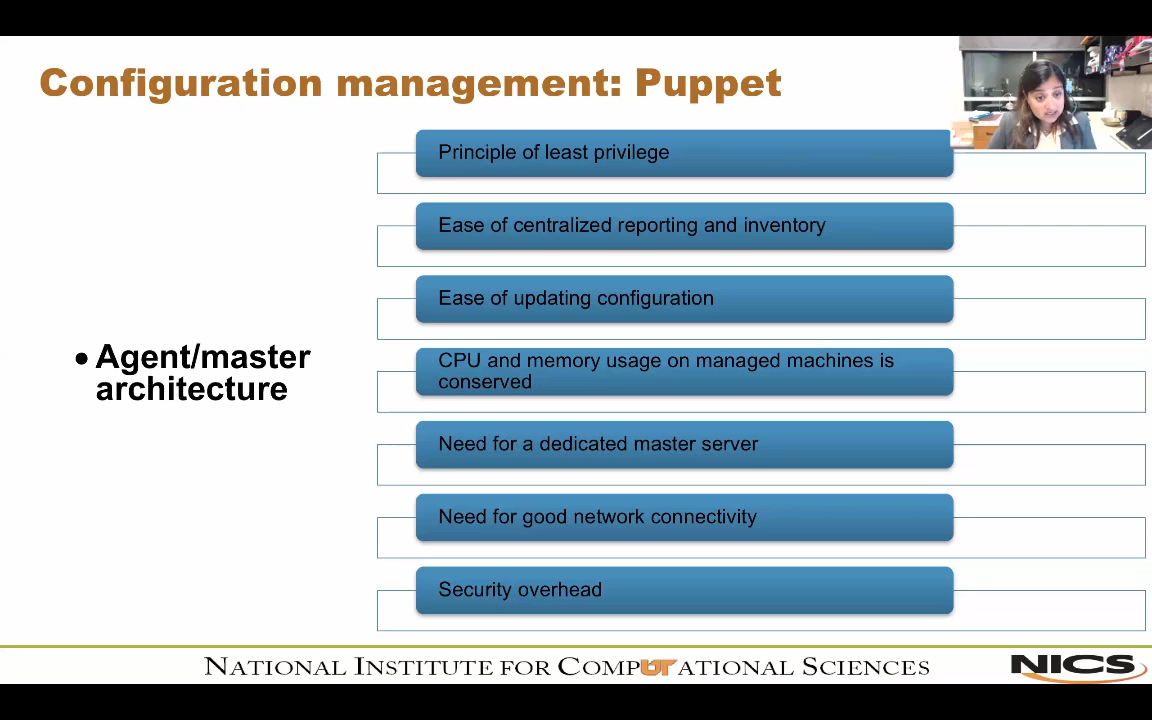 Configuration management: Puppet
Principle of least privilege
Ease of centralized reporting and inventory
Ease of updating configuration
• Agent/master
architecture
CPU and memory usage on managed machines is
conserved
Need for a dedicated master server
Need for good network connectivity
Security overhead
NATIONAL INSTITUTE FOR COMPUTATIONAL SCIENCES
NICS